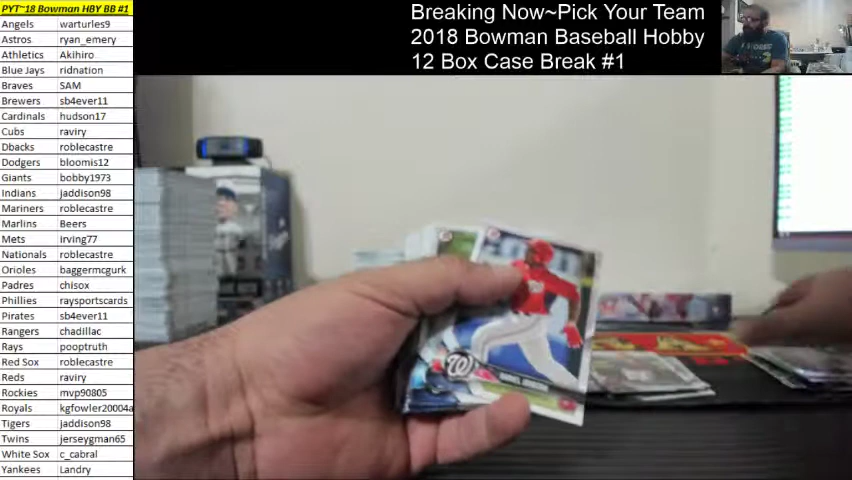 PYT~18 Bowman HBY BB #1
Angels warturles9
Astros ryan_emery
Athletics Akihiro
Blue Jays ridnation
Braves SAM
Brewers sb4ever11
Cardinals hudson17
Cubs raviry
Dbacks roblecastre
Dodgers bloomis12
Giants bobby1973
Indians jaddison98
Mariners roblecastre
Marlins Beers
Mets irving77
Nationals roblecastre
Orioles baggermcgurk
Padres chisox
Phillies raysportscards
Pirates sb4ever11
Rangers chadillac
Rays pooptruth
Red Sox roblecastre
Reds raviry
Rockies mvp90805
Royals kgfowler20004a
Tigers jaddison98
Twins jerseygman65
White Sox c_cabral
Yankees Landry
Breaking Now~Pick Your Team
2018 Bowman Baseball Hobby
12 Box Case Break #1
W